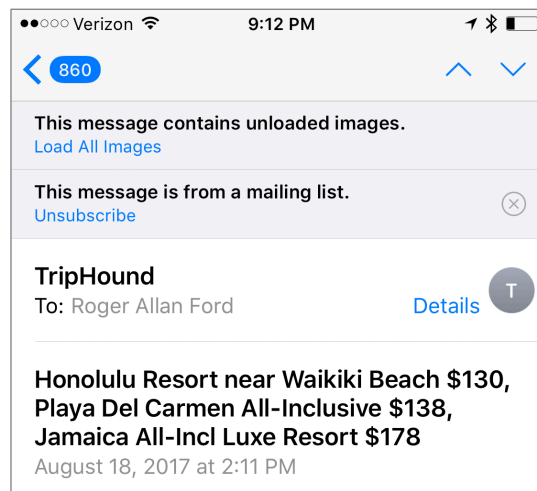 Verizon 9:12 PM
860
This message contains unloaded images.
Load All Images
This message is from a mailing list.
Unsubscribe
TripHound
T
To: Roger Allan Ford Details
Honolulu Resort near Waikiki Beach $130,
Playa Del Carmen All-Inclusive $138,
Jamaica All-Incl Luxe Resort $178
August 18, 2017 at 2:11 PM